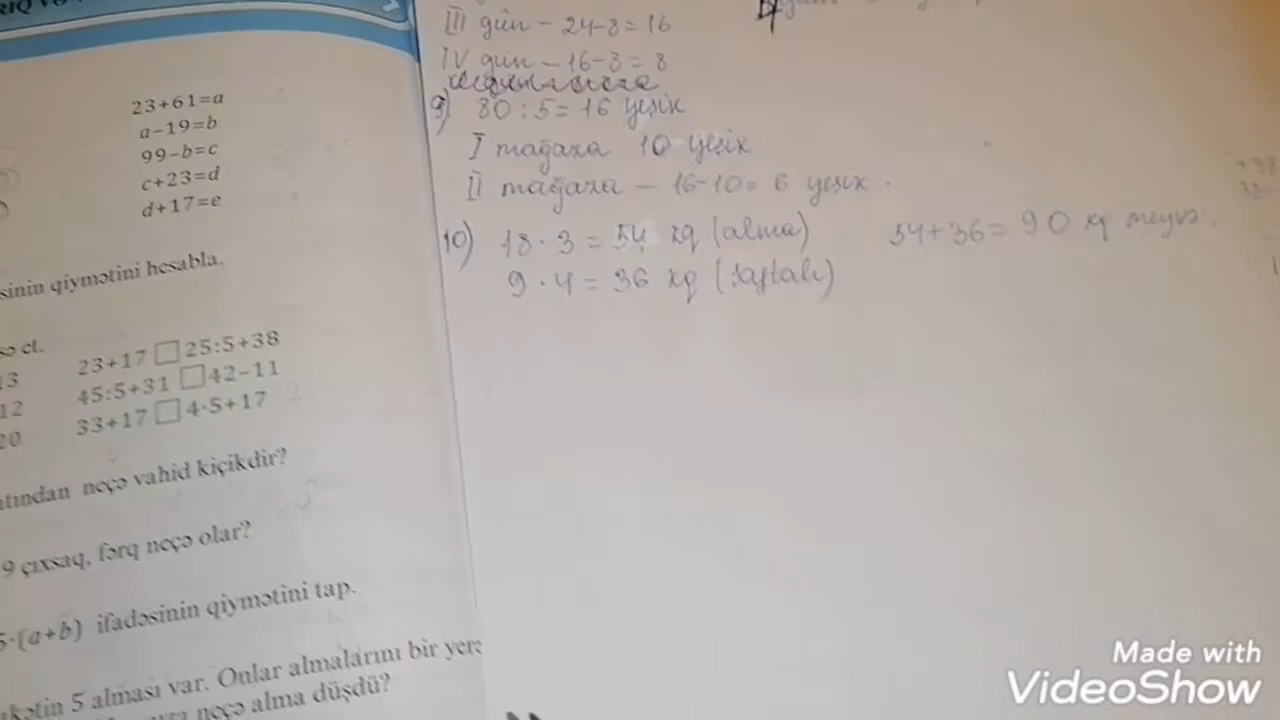 23+61=a
a−19=b
99−b=c
c+23=d
d+17=e
sinin qiymətini hesabla.
sə et.
13 23+17 □ 25:5+38
12 45:5+31 □ 42−11
20 33+17 □ 4·5+17
neçə vahid kiçikdir?
9 çıxsaq, fərq neçə olar?
5·(a+b) ifadəsinin qiymətini tap.
5 alması var. Onlar almalarını bir yerə
neçə alma düşdü?
III gün − 24−8=16
IV gün − 16−8=8
9) 80:5=16 yeşik
I mağaza 10 yeşik
II mağaza − 16−10=6 yeşik.
10) 18·3=54 kq (alma) 54+36=90 kq meyvə.
9·4=36 kq (şaftalı)
Made with
VideoShow